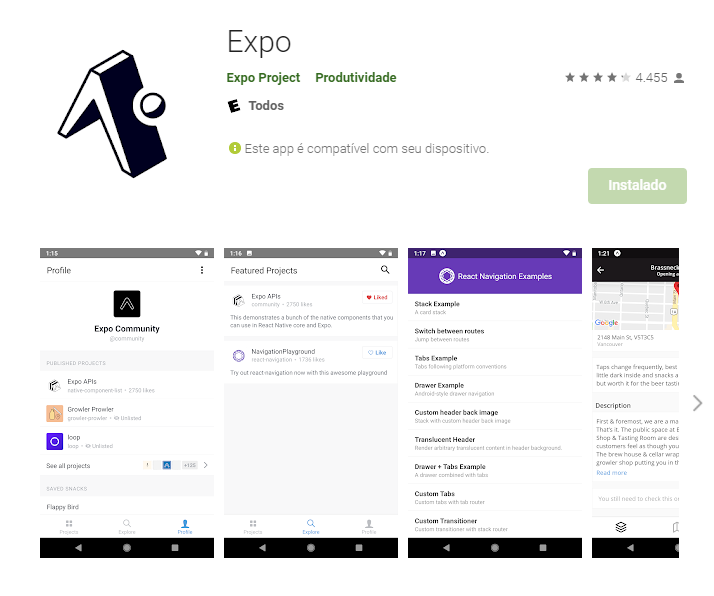 Expo
Expo Project Produtividade
4.455
E Todos
Este app é compatível com seu dispositivo.
Instalado
1:15
Profile
Expo Community
@community
PUBLISHED PROJECTS
Expo APIs
native-component-list • 2750 likes
Growler Prowler
growler-prowler • Unlisted
loop
loop • Unlisted
See all projects
+125
SAVED SNACKS
Flappy Bird
Projects Explore Profile
1:16
Featured Projects
Expo APIs
community • 2750 likes
Liked
This demonstrates a bunch of the native components that you
can use in React Native core and Expo.
NavigationPlayground
react-navigation • 1735 likes
Like
Try out react-navigation now with this awesome playground
Projects Explore Profile
1:17
React Navigation Examples
Stack Example
A card stack
Switch between routes
Jump between routes
Tabs Example
Tabs following platform conventions
Drawer Example
Android-style drawer navigation
Custom header back image
Stack with custom header back image
Translucent Header
Render arbitrary translucent content in header background.
Drawer + Tabs Example
A drawer combined with tabs
Custom Tabs
Custom tabs with tab router
Custom Transitioner
Custom transition with stack router
1:21
Brassneck
Opening a
Google
2148 Main St, V5T3C5
Vancouver
Taps change frequently, best
little dark inside and snacks a
but worth it for the beer tastin
Description
First & foremost, we are a ma
That's it. The public space at B
Shop & Tasting Room are des
customers feel as though you
The brew house & cellar wrap
growler shop putting you in th
Read more
You still need to check this or